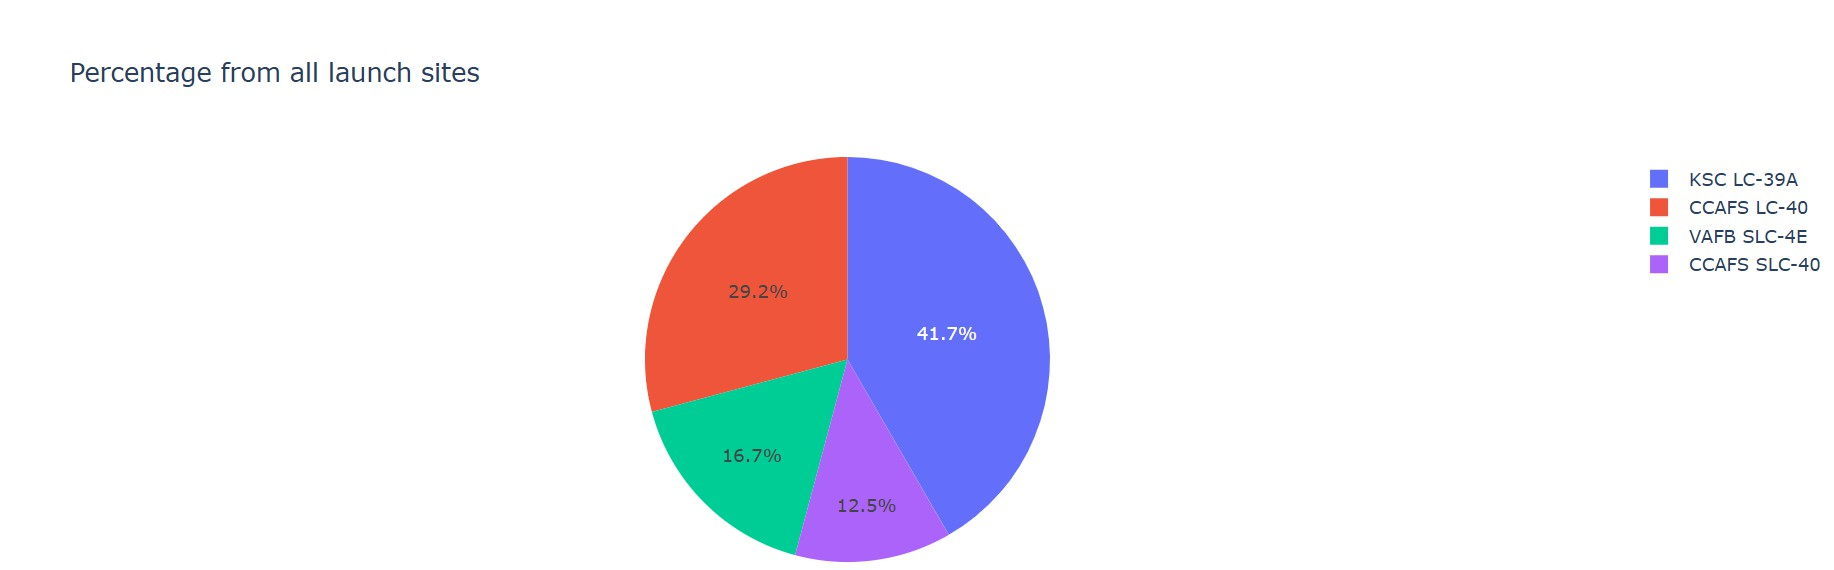 Percentage from all launch sites
KSC LC-39A
CCAFS LC-40
VAFB SLC-4E
CCAFS SLC-40
29.2%
41.7%
16.7%
12.5%